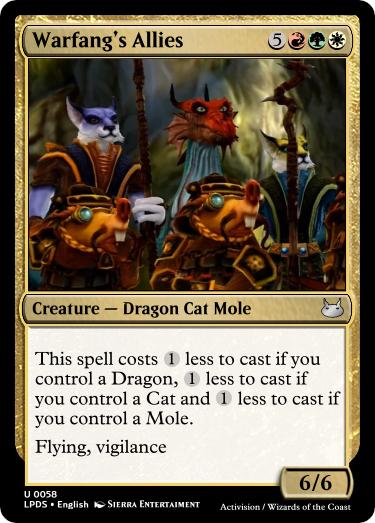 Warfang's Allies 5
Creature — Dragon Cat Mole
This spell costs 1 less to cast if you
control a Dragon, 1 less to cast if
you control a Cat and 1 less to cast if
you control a Mole.
Flying, vigilance
6/6
U 0058
LPDS • English Sierra Entertaiment
Activision / Wizards of the Coast